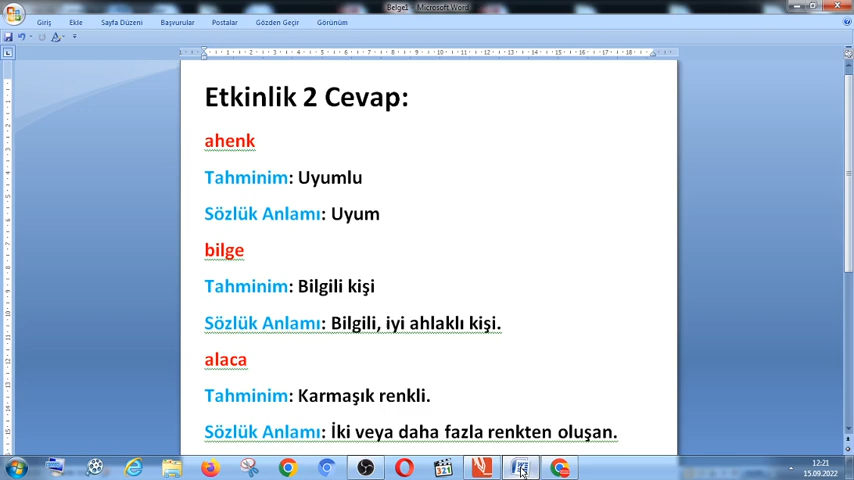 Belge1 - Microsoft Word
Giriş Ekle Sayfa Düzeni Başvurular Postalar Gözden Geçir Görünüm
Etkinlik 2 Cevap:
ahenk
Tahminim: Uyumlu
Sözlük Anlamı: Uyum
bilge
Tahminim: Bilgili kişi
Sözlük Anlamı: Bilgili, iyi ahlaklı kişi.
alaca
Tahminim: Karmaşık renkli.
Sözlük Anlamı: İki veya daha fazla renkten oluşan.
321
12:21
15.09.2022